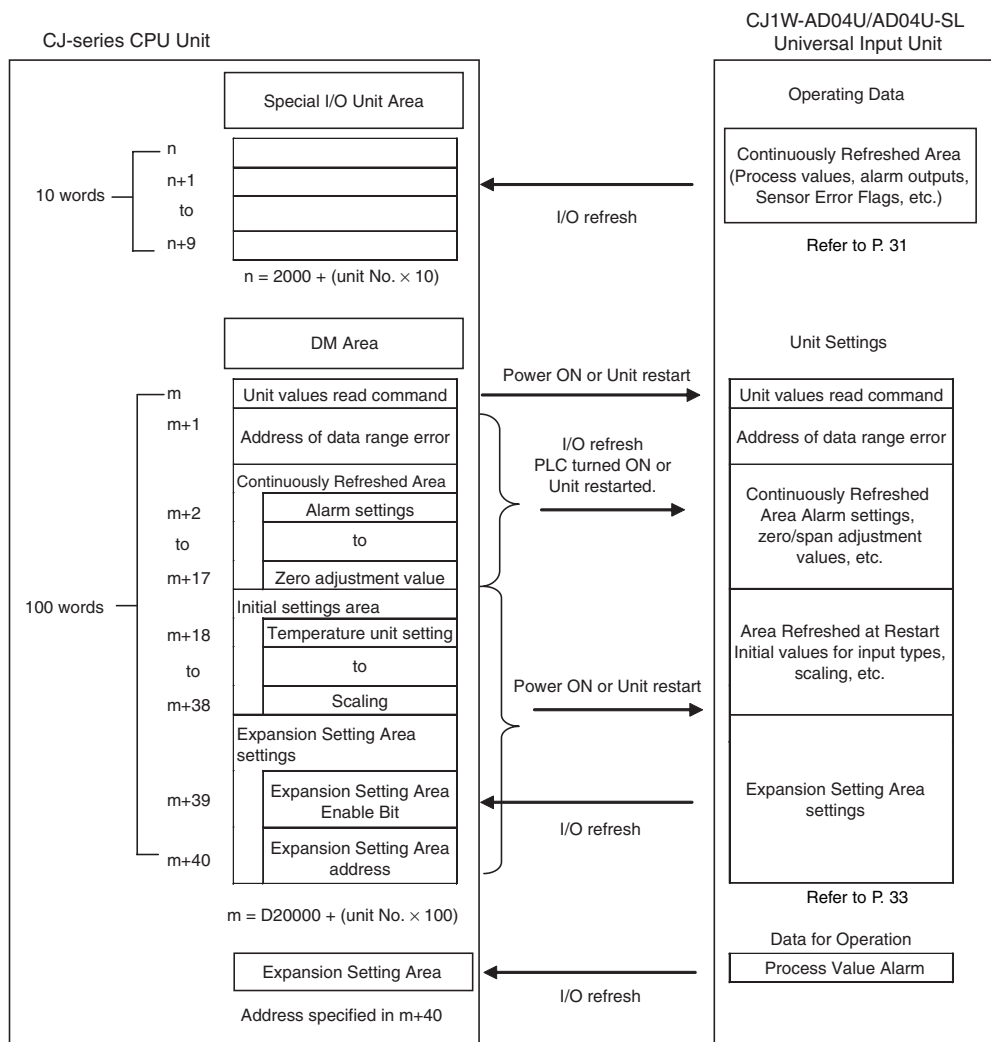 CJ-series CPU Unit
CJ1W-AD04U/AD04U-SL
Universal Input Unit
Special I/O Unit Area
Operating Data
n
n+1
10 words
to
n+9
Continuously Refreshed Area
(Process values, alarm outputs,
Sensor Error Flags, etc.)
I/O refresh
Refer to P. 31
n = 2000 + (unit No. × 10)
DM Area
Unit Settings
Power ON or Unit restart
m
Unit values read command
Unit values read command
m+1
Address of data range error
Address of data range error
I/O refresh
PLC turned ON or
Unit restarted.
Continuously Refreshed Area
m+2
Alarm settings
to
to
m+17
Zero adjustment value
Continuously Refreshed
Area Alarm settings,
zero/span adjustment
values, etc.
100 words
Initial settings area
m+18
Temperature unit setting
to
to
m+38
Scaling
Area Refreshed at Restart
Initial values for input types,
scaling, etc.
Power ON or Unit restart
Expansion Setting Area
settings
m+39
Expansion Setting Area
Enable Bit
I/O refresh
Expansion Setting Area
settings
m+40
Expansion Setting Area
address
Refer to P. 33
m = D20000 + (unit No. × 100)
Data for Operation
Expansion Setting Area
Process Value Alarm
I/O refresh
Address specified in m+40